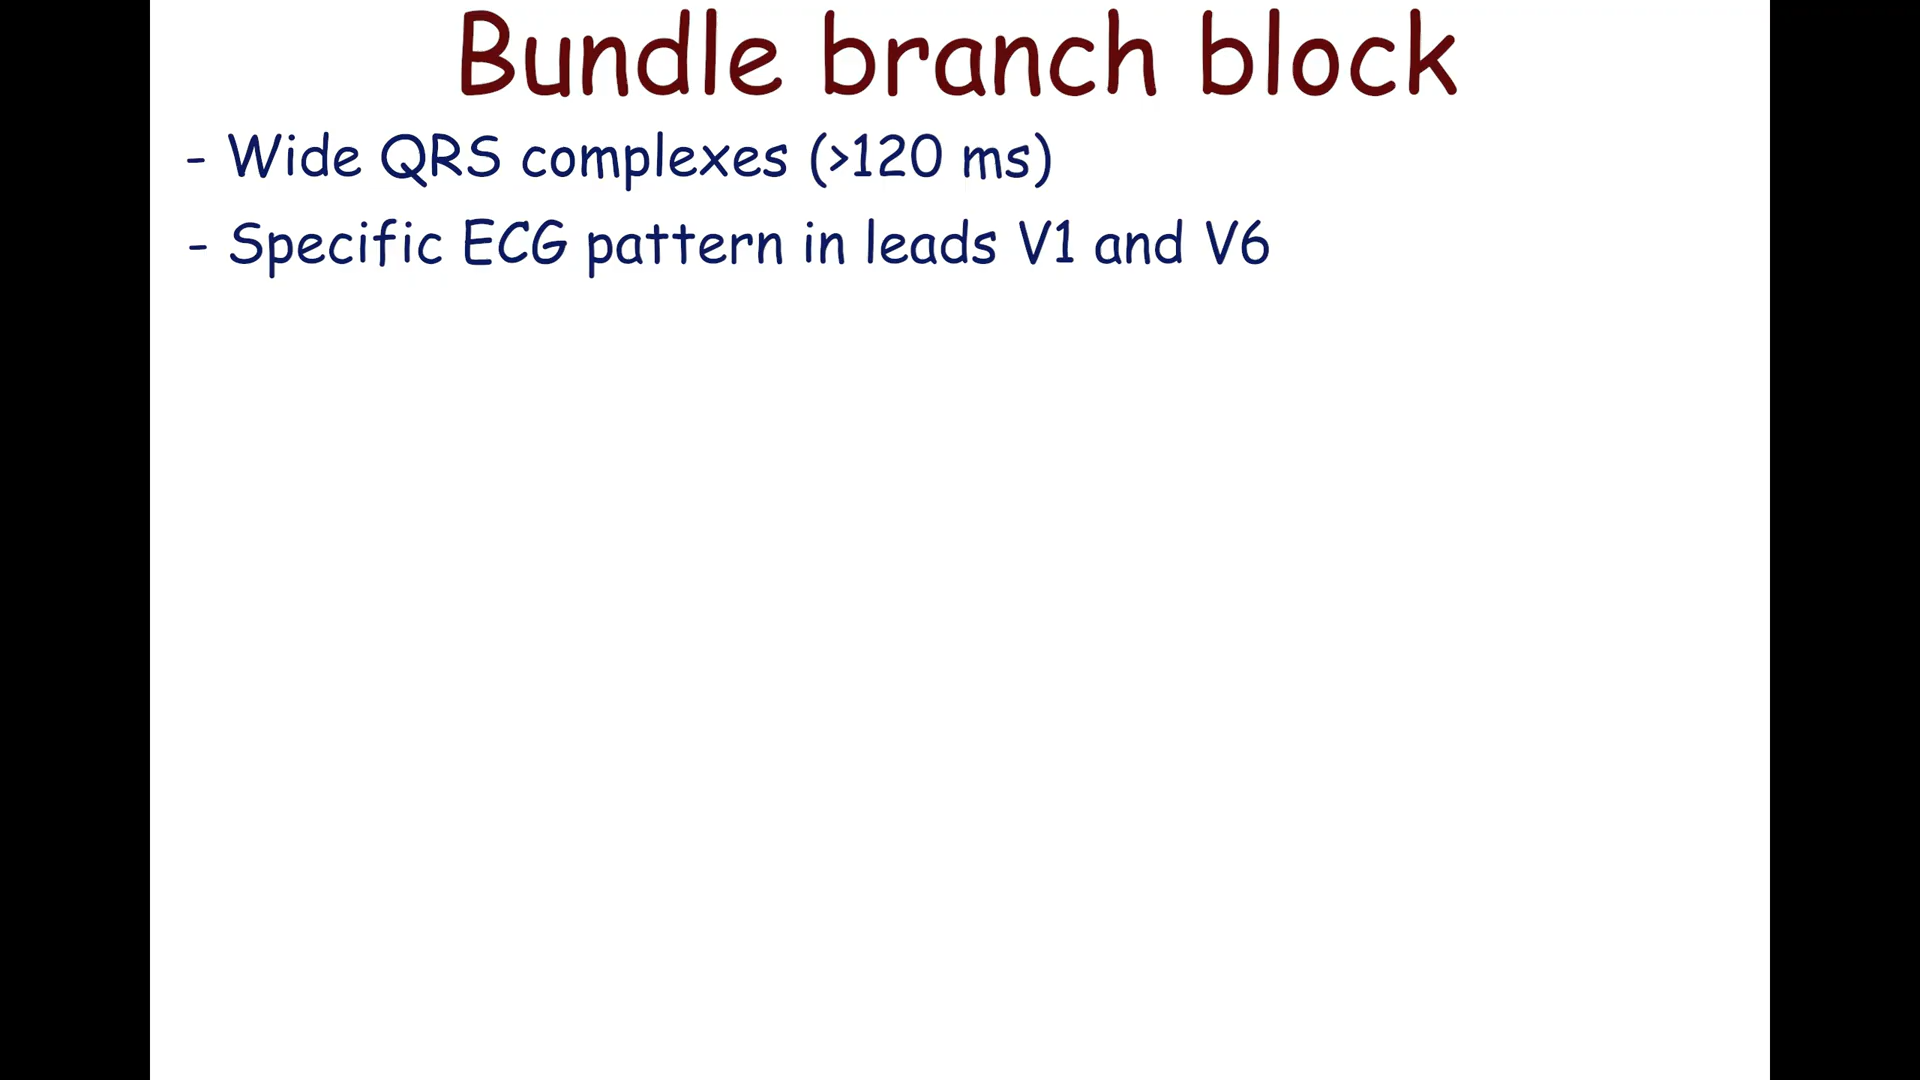 Bundle branch block
- Wide QRS complexes (>120 ms)
- Specific ECG pattern in leads V1 and V6